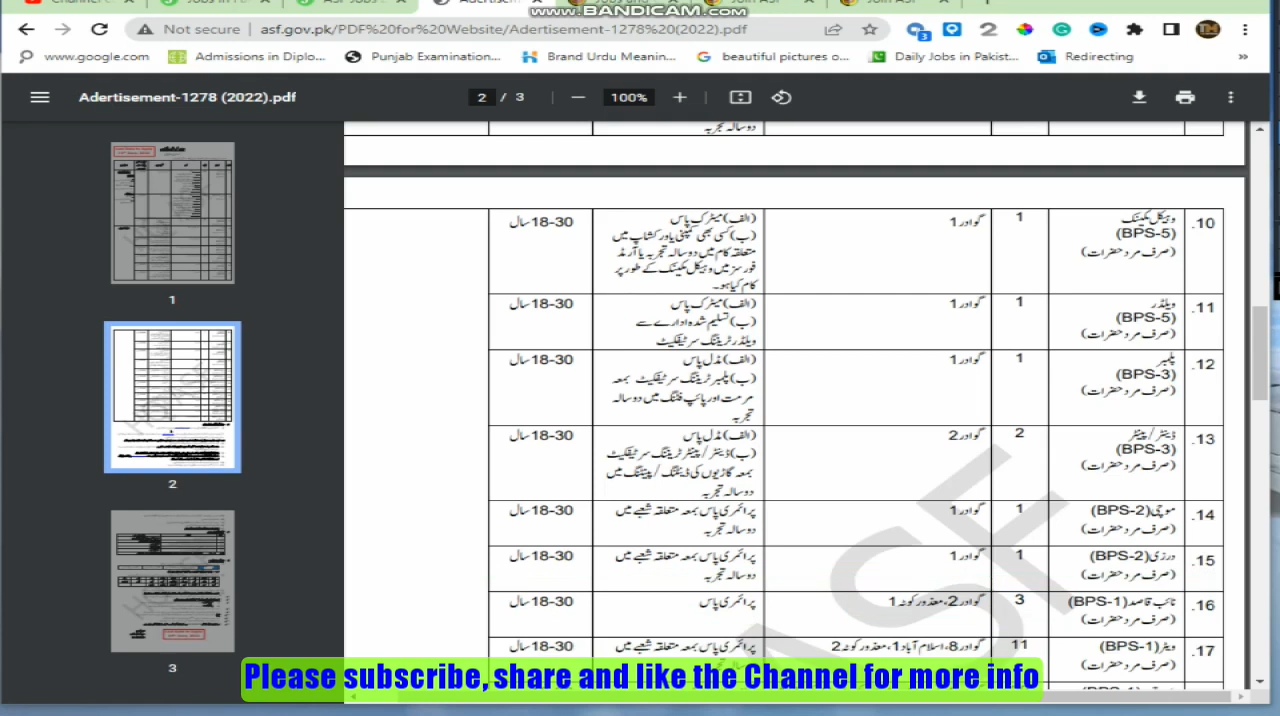 www.BANDICAM.com
Not secure | asf.gov.pk/PDF%20for%20Website/Adertisement-1278%20(2022).pdf
www.google.com Admissions in Diplo... Punjab Examination... Brand Urdu Meanin... beautiful pictures o... Daily Jobs in Pakist... Redirecting »
Adertisement-1278 (2022).pdf 2 / 3 — 100% +
دو سالہ تجربہ
10. وہیکل مکینک (BPS-5) (صرف مرد حضرات) 1 گوادر 1 (الف) میٹرک پاس 18-30 سال
(ب) کسی بھی کمپنی یا ورکشاپ میں
متعلقہ کام میں دو سالہ تجربہ یا آرمڈ
فورسز میں وہیکل مکینک کے طور پر
کام کیا ہو۔
11. ویلڈر (BPS-5) (صرف مرد حضرات) 1 گوادر 1 (الف) میٹرک پاس 18-30 سال
(ب) تسلیم شدہ ادارے سے
ویلڈر ٹریننگ سرٹیفکیٹ
12. پلمبر (BPS-3) (صرف مرد حضرات) 1 گوادر 1 (الف) مڈل پاس 18-30 سال
(ب) پلمبر ٹریننگ سرٹیفکیٹ بمعہ
مرمت اور پائپ فٹنگ میں دو سالہ
تجربہ
13. ڈینٹر / پینٹر (BPS-3) (صرف مرد حضرات) 2 گوادر 2 (الف) مڈل پاس 18-30 سال
(ب) ڈینٹر / پینٹر ٹریننگ سرٹیفکیٹ
بمعہ گاڑیوں کی ڈینٹنگ / پینٹنگ میں
دو سالہ تجربہ
14. موچی (BPS-2) (صرف مرد حضرات) 1 گوادر 1 پرائمری پاس بمعہ متعلقہ شعبے میں 18-30 سال
دو سالہ تجربہ
15. درزی (BPS-2) (صرف مرد حضرات) 1 گوادر 1 پرائمری پاس بمعہ متعلقہ شعبے میں 18-30 سال
دو سالہ تجربہ
16. نائب قاصد (BPS-1) (صرف مرد حضرات) 3 گوادر 2، معذور کوٹہ 1 پرائمری پاس 18-30 سال
17. ویٹر (BPS-1) (صرف مرد حضرات) 11 گوادر 8، اسلام آباد 1، معذور کوٹہ 2 پرائمری پاس بمعہ متعلقہ شعبے میں 18-30 سال
1
2
3
Please subscribe, share and like the Channel for more info